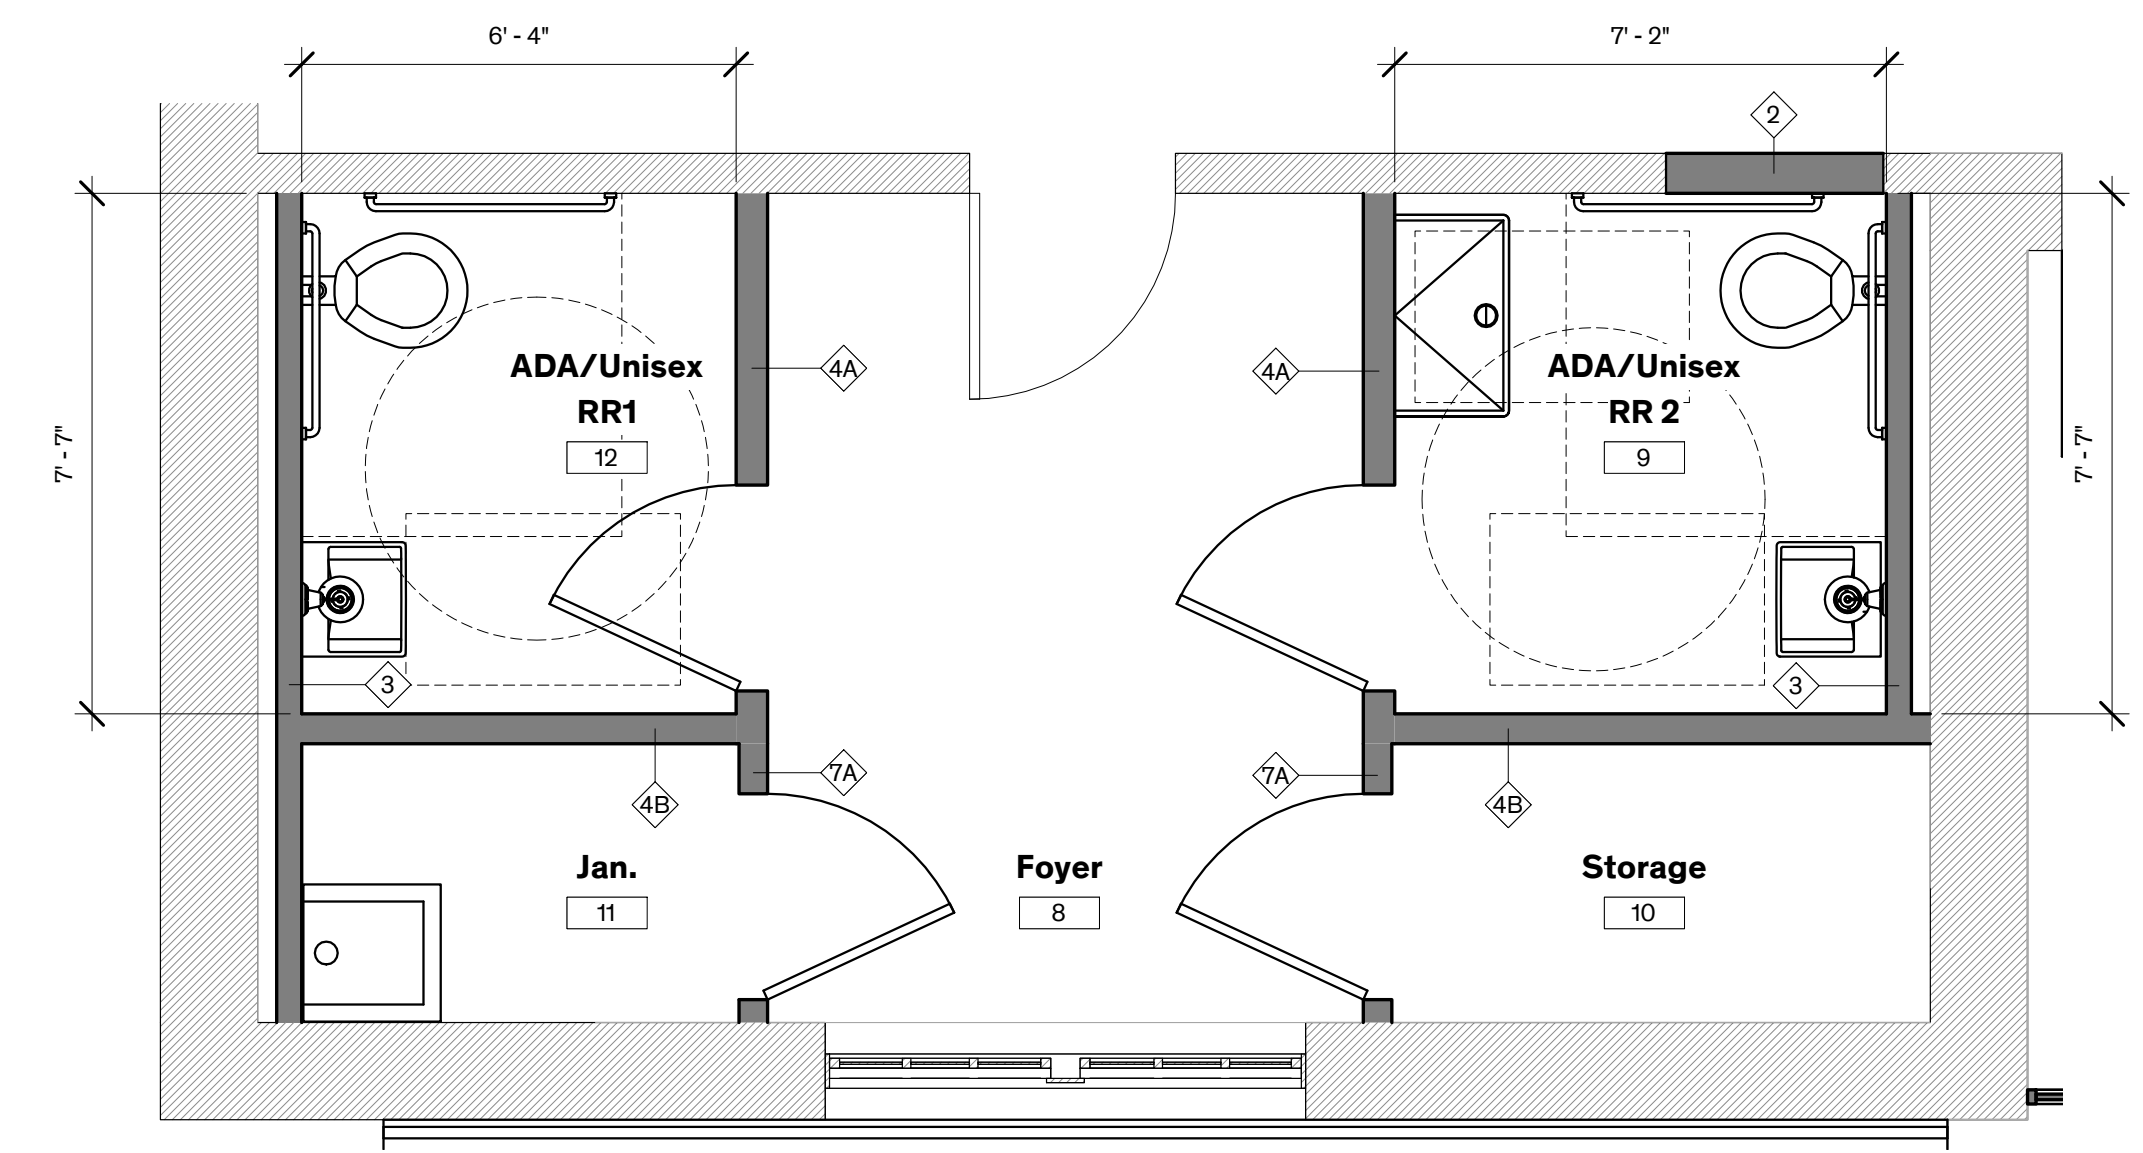 6' - 4"
7' - 2"
2
ADA/Unisex
RR1
12
4A
4A
ADA/Unisex
RR 2
9
7' - 7"
7' - 7"
3
3
7A
7A
4B
4B
Jan.
11
Foyer
8
Storage
10